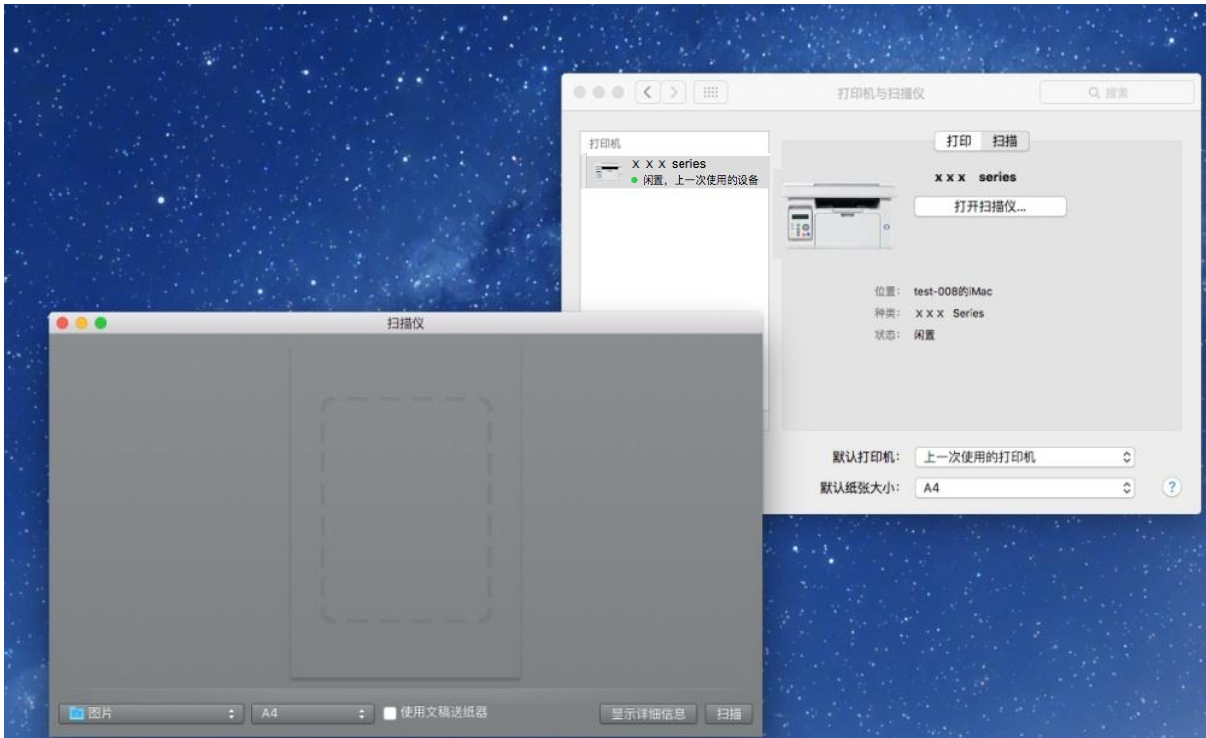 打印机与扫描仪
搜索
打印机
X X X series
闲置，上一次使用的设备
打印 扫描
x x x series
打开扫描仪...
位置： test-008的iMac
种类： X X X Series
状态： 闲置
默认打印机： 上一次使用的打印机
默认纸张大小： A4
?
扫描仪
图片
A4
使用文稿送纸器
显示详细信息
扫描